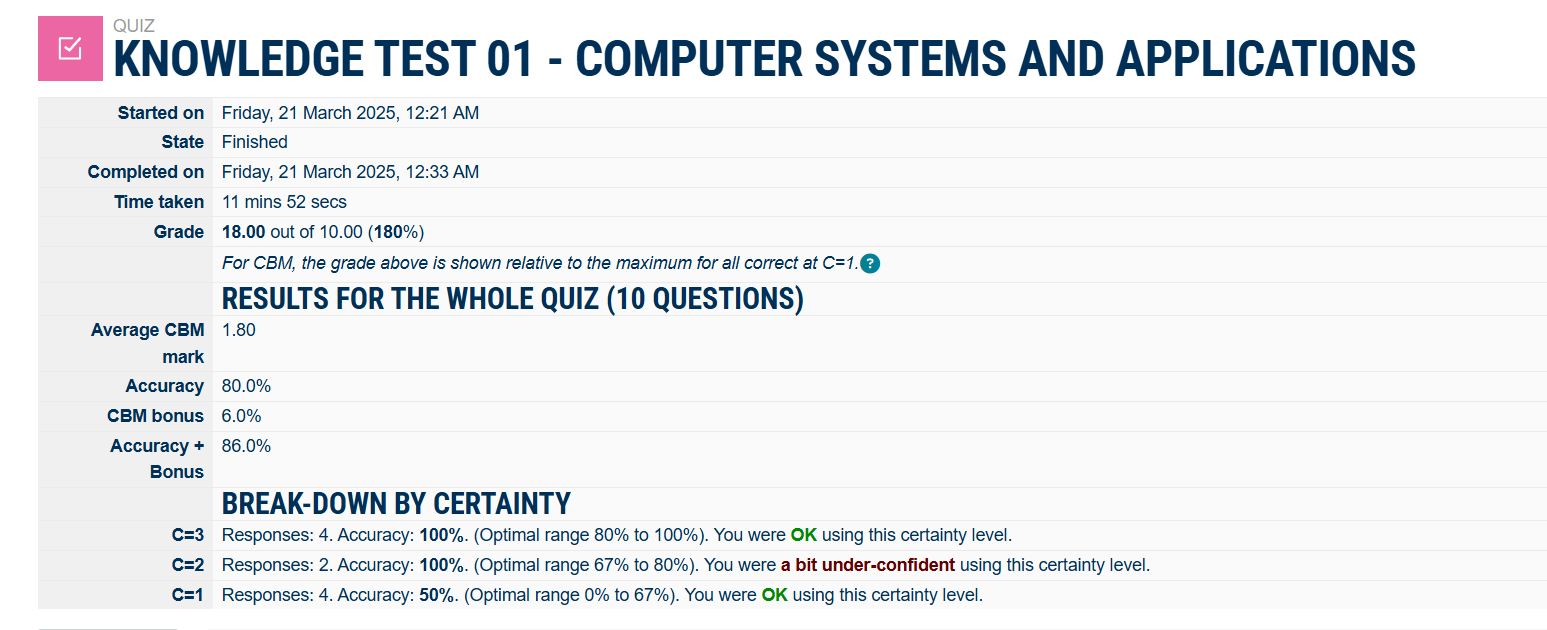 QUIZ
KNOWLEDGE TEST 01 - COMPUTER SYSTEMS AND APPLICATIONS
Started on Friday, 21 March 2025, 12:21 AM
State Finished
Completed on Friday, 21 March 2025, 12:33 AM
Time taken 11 mins 52 secs
Grade 18.00 out of 10.00 (180%)
For CBM, the grade above is shown relative to the maximum for all correct at C=1. ?
RESULTS FOR THE WHOLE QUIZ (10 QUESTIONS)
Average CBM 1.80
mark
Accuracy 80.0%
CBM bonus 6.0%
Accuracy + 86.0%
Bonus
BREAK-DOWN BY CERTAINTY
C=3 Responses: 4. Accuracy: 100%. (Optimal range 80% to 100%). You were OK using this certainty level.
C=2 Responses: 2. Accuracy: 100%. (Optimal range 67% to 80%). You were a bit under-confident using this certainty level.
C=1 Responses: 4. Accuracy: 50%. (Optimal range 0% to 67%). You were OK using this certainty level.